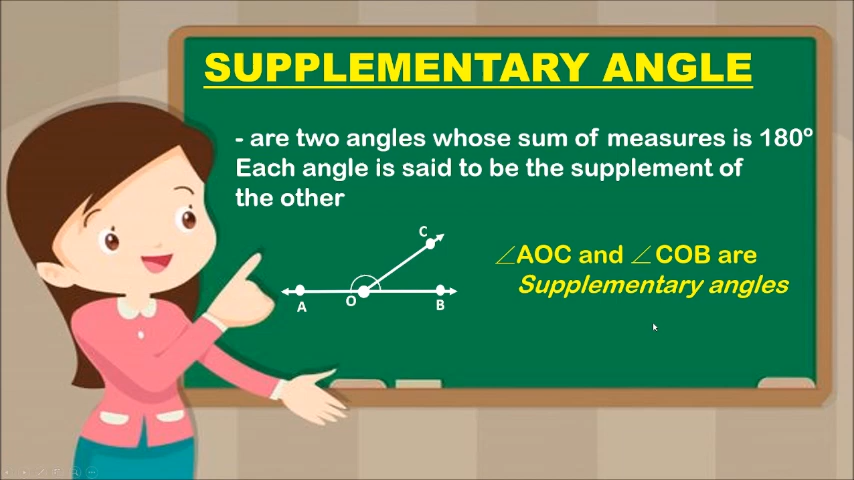 SUPPLEMENTARY ANGLE
- are two angles whose sum of measures is 180º
Each angle is said to be the supplement of
the other
C
A
O
B
∠AOC and ∠COB are
Supplementary angles